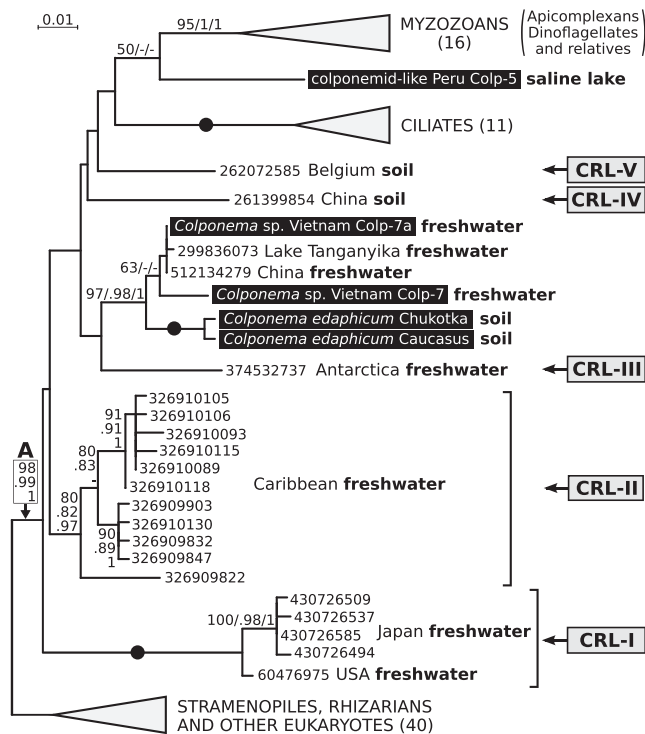 0.01
95/1/1
MYZOZOANS
(16)
Apicomplexans
Dinoflagellates
and relatives
50/-/-
colponemid-like Peru Colp-5 saline lake
CILIATES (11)
262072585 Belgium soil
CRL-V
261399854 China soil
CRL-IV
Colponema sp. Vietnam Colp-7a freshwater
299836073 Lake Tanganyika freshwater
63/-/-
512134279 China freshwater
97/.98/1
Colponema sp. Vietnam Colp-7 freshwater
Colponema edaphicum Chukotka soil
Colponema edaphicum Caucasus soil
374532737 Antarctica freshwater
CRL-III
326910105
91
.91
1
326910106
326910093
326910115
326910089
326910118
80
.83
-
A
98
.99
1
80
.82
.97
Caribbean freshwater
CRL-II
326909903
326910130
90
.89
1
326909832
326909847
326909822
430726509
100/.98/1
430726537
430726585
Japan freshwater
430726494
60476975 USA freshwater
CRL-I
STRAMENOPILES, RHIZARIANS
AND OTHER EUKARYOTES (40)